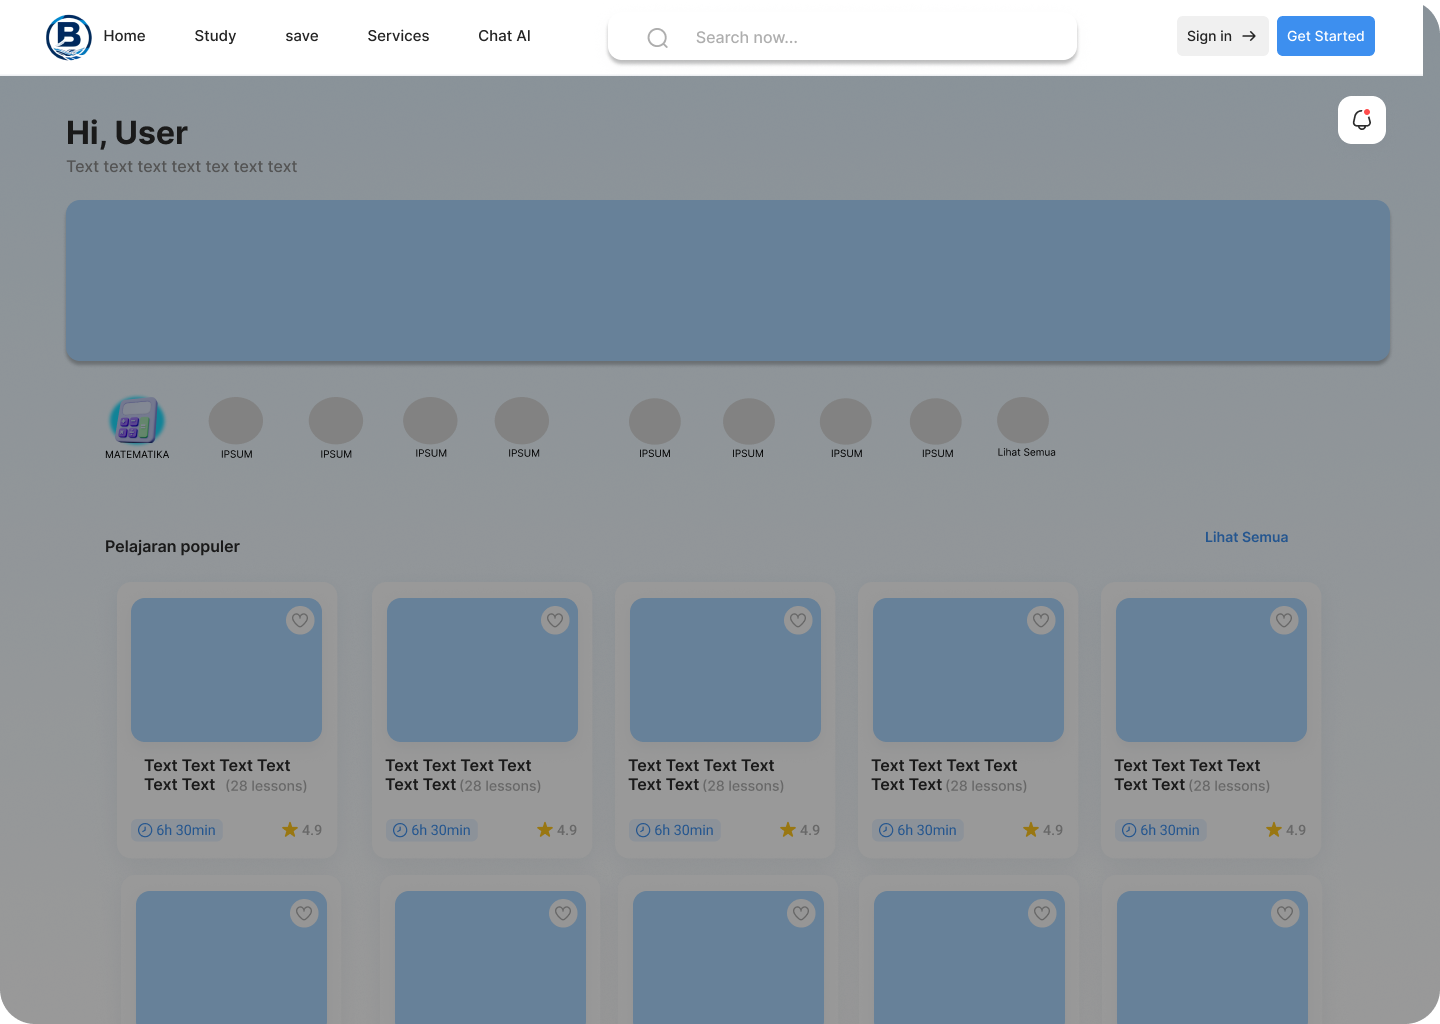 B Home Study save Services Chat AI Search now... Sign in Get Started
Hi, User
Text text text text tex text text
MATEMATIKA IPSUM IPSUM IPSUM IPSUM IPSUM IPSUM IPSUM IPSUM Lihat Semua
Pelajaran populer Lihat Semua
Text Text Text Text
Text Text (28 lessons)
6h 30min 4.9
Text Text Text Text
Text Text (28 lessons)
6h 30min 4.9
Text Text Text Text
Text Text (28 lessons)
6h 30min 4.9
Text Text Text Text
Text Text (28 lessons)
6h 30min 4.9
Text Text Text Text
Text Text (28 lessons)
6h 30min 4.9